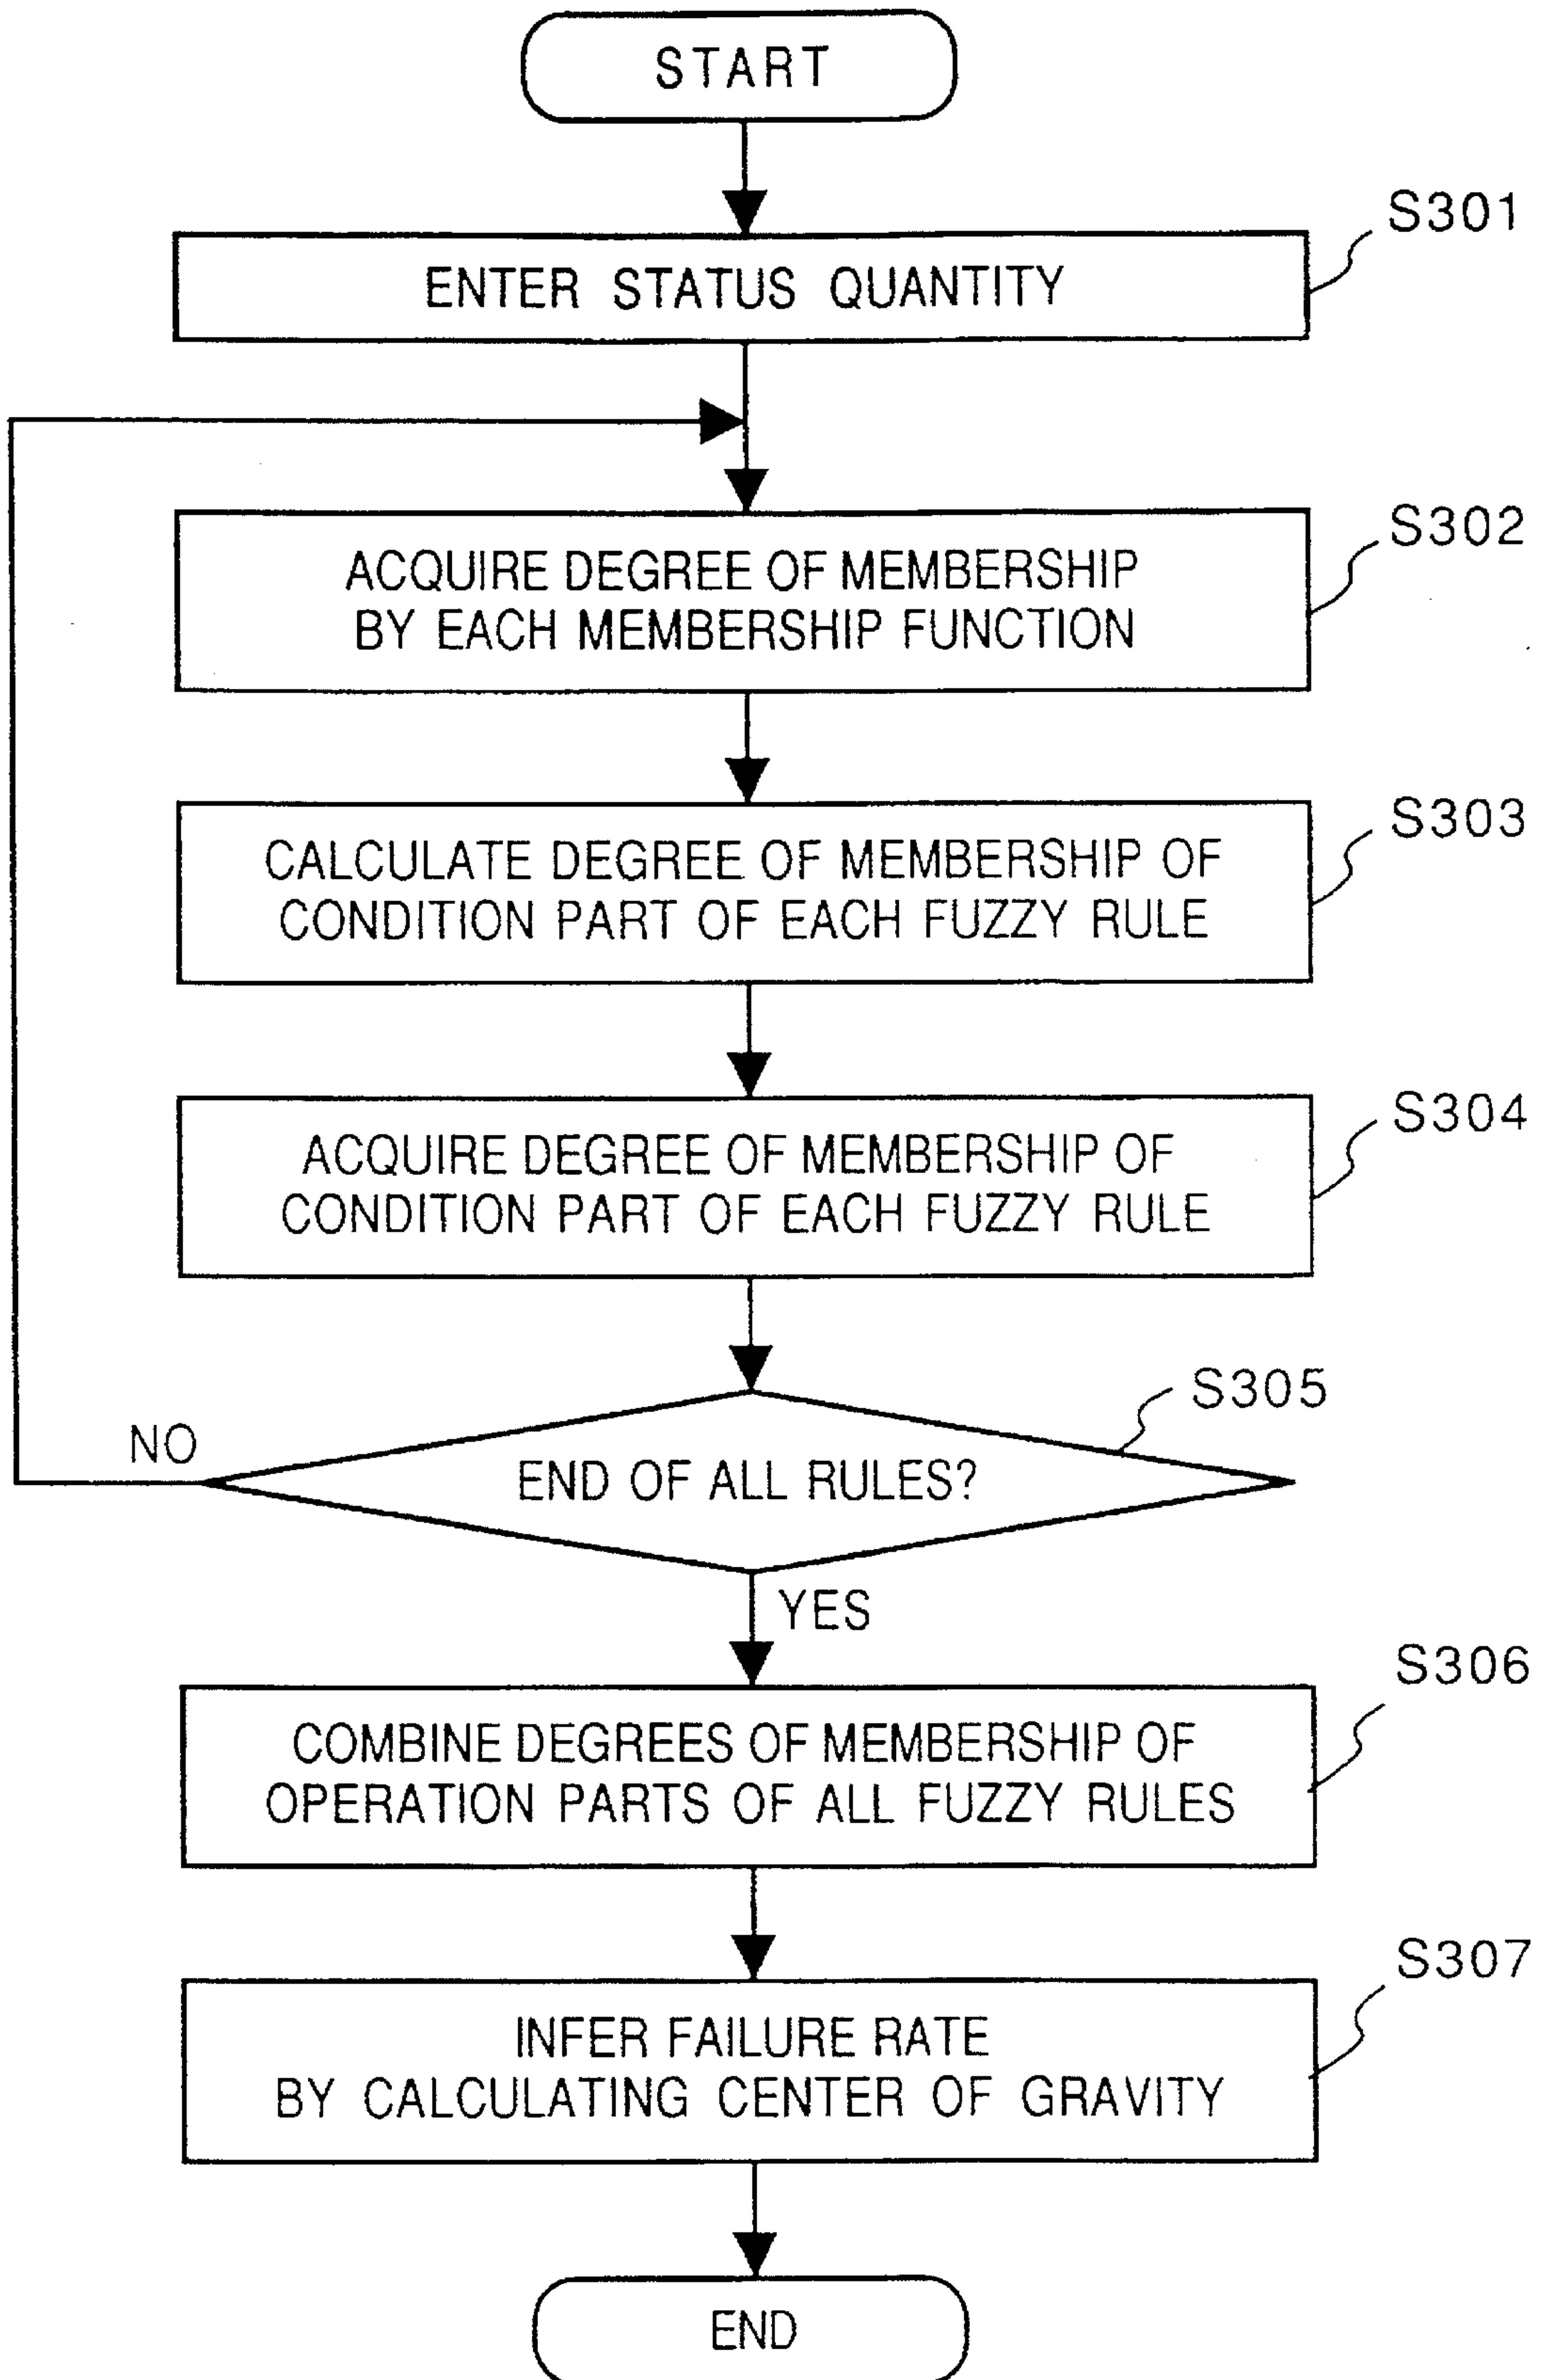 START
S301
ENTER STATUS QUANTITY
S302
ACQUIRE DEGREE OF MEMBERSHIP
BY EACH MEMBERSHIP FUNCTION
S303
CALCULATE DEGREE OF MEMBERSHIP OF
CONDITION PART OF EACH FUZZY RULE
S304
ACQUIRE DEGREE OF MEMBERSHIP OF
CONDITION PART OF EACH FUZZY RULE
S305
NO
END OF ALL RULES?
YES
S306
COMBINE DEGREES OF MEMBERSHIP OF
OPERATION PARTS OF ALL FUZZY RULES
S307
INFER FAILURE RATE
BY CALCULATING CENTER OF GRAVITY
END